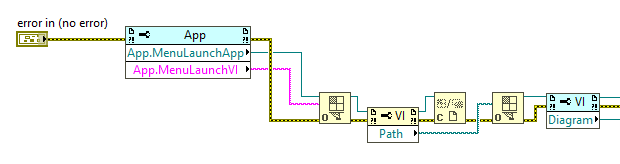 error in (no error)
App
App.MenuLaunchApp
App.MenuLaunchVI
VI
Path
C
VI
Diagram